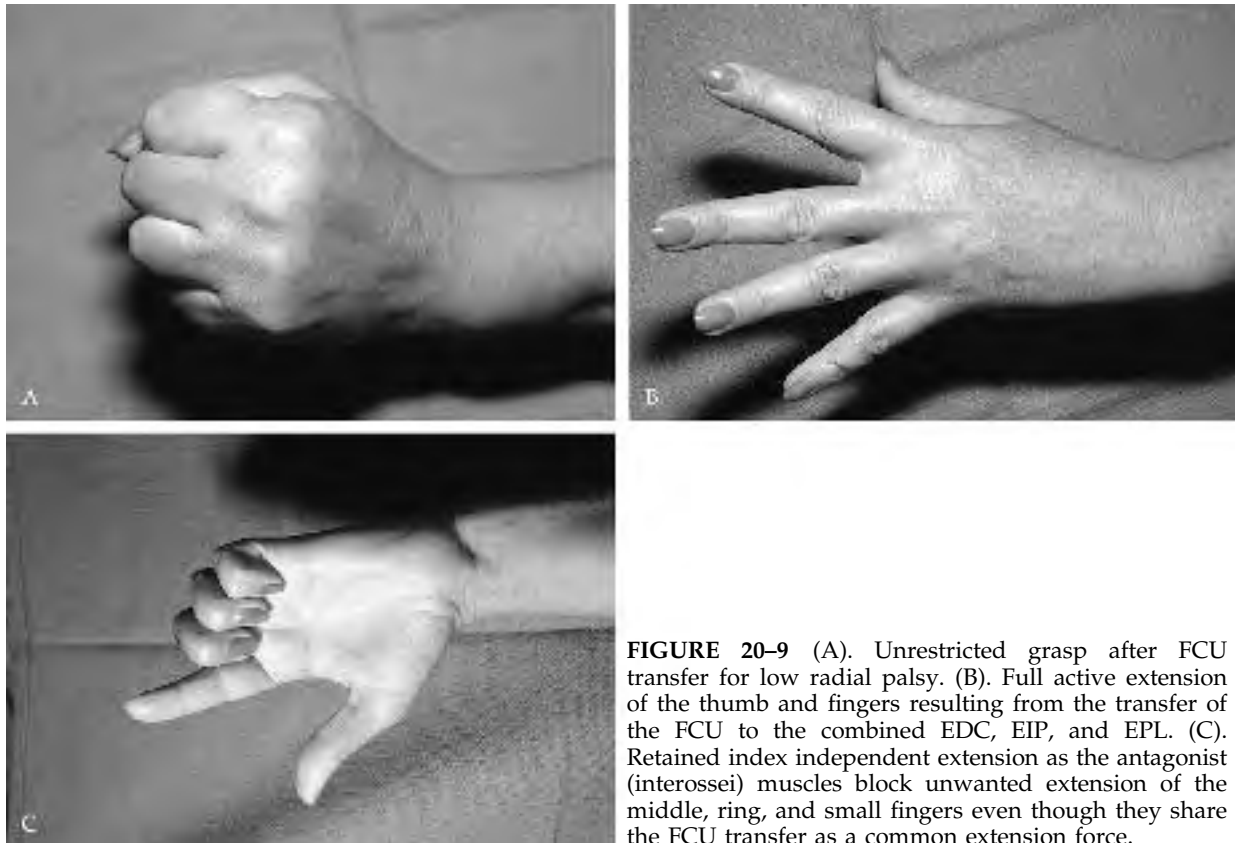 A
B
C
FIGURE 20–9 (A). Unrestricted grasp after FCU
transfer for low radial palsy. (B). Full active extension
of the thumb and fingers resulting from the transfer of
the FCU to the combined EDC, EIP, and EPL. (C).
Retained index independent extension as the antagonist
(interossei) muscles block unwanted extension of the
middle, ring, and small fingers even though they share
the FCU transfer as a common extension force.